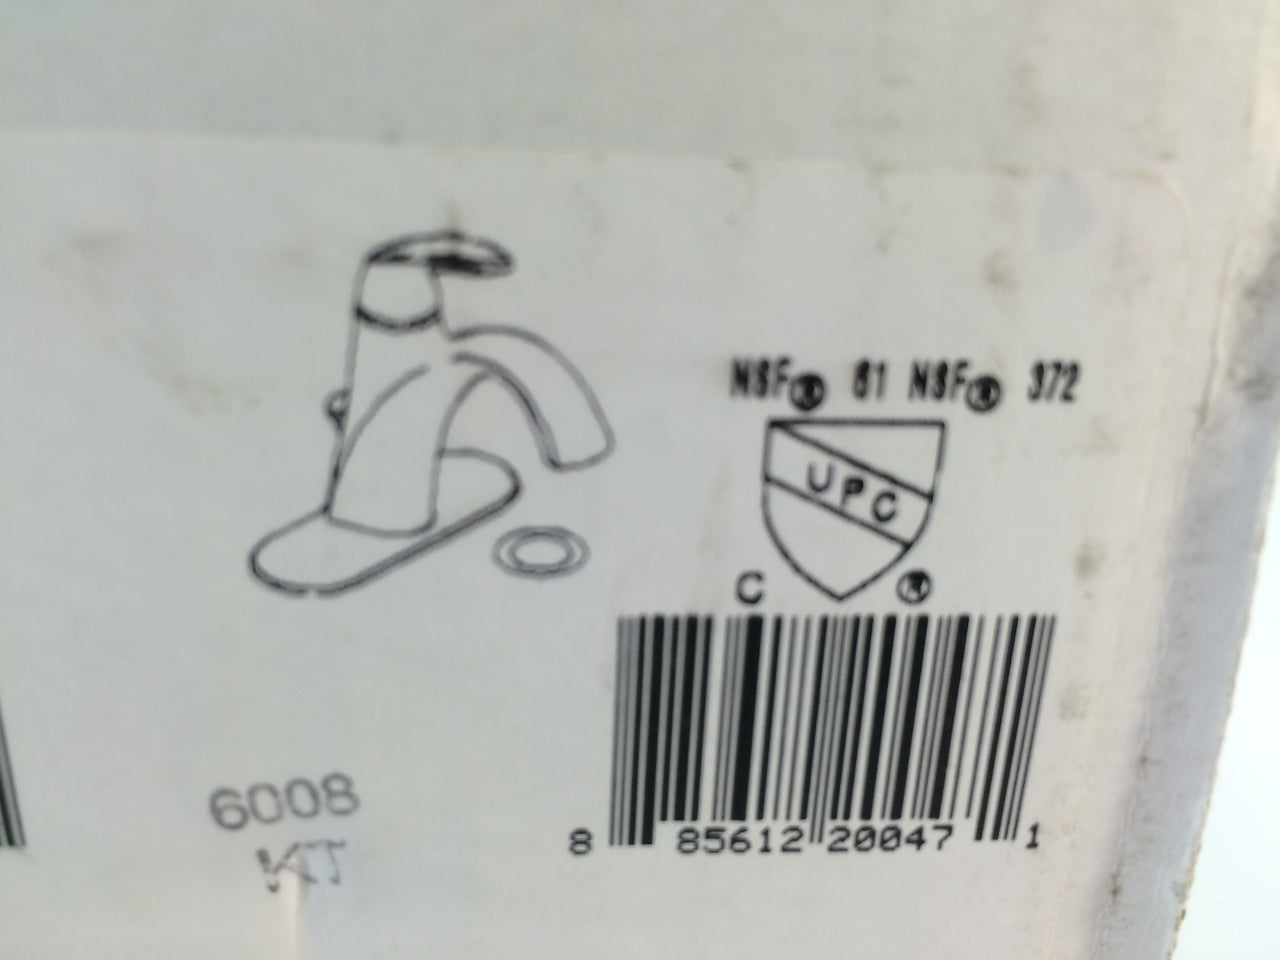 NSF® 61 NSF® 372
UPC
C ®
8 85612 20047 1
6008
KT